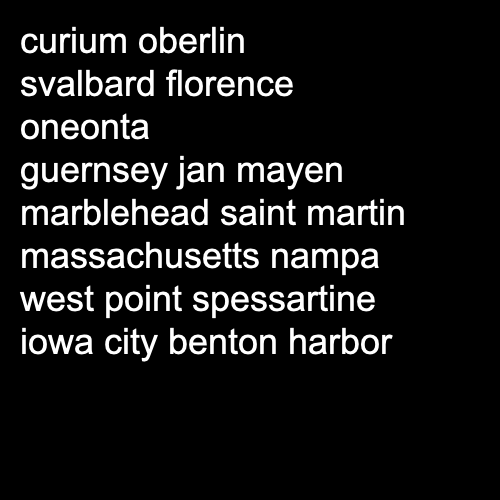 curium oberlin
svalbard florence
oneonta
guernsey jan mayen
marblehead saint martin
massachusetts nampa
west point spessartine
iowa city benton harbor